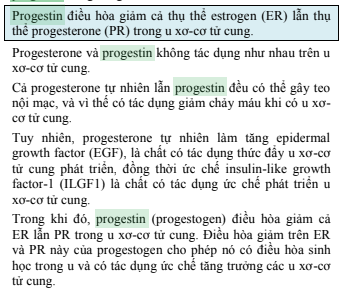 Progestin điều hòa giảm cả thụ thể estrogen (ER) lẫn thụ
thể progesterone (PR) trong u xơ-cơ tử cung.
Progesterone và progestin không tác dụng như nhau trên u
xơ-cơ tử cung.
Cả progesterone tự nhiên lẫn progestin đều có thể gây teo
nội mạc, và vì thế có tác dụng giảm chảy máu khi có u xơ-
cơ tử cung.
Tuy nhiên, progesterone tự nhiên làm tăng epidermal
growth factor (EGF), là chất có tác dụng thức đẩy u xơ-cơ
tử cung phát triển, đồng thời ức chế insulin-like growth
factor-1 (ILGF1) là chất có tác dụng ức chế phát triển u
xơ-cơ tử cung.
Trong khi đó, progestin (progestogen) điều hòa giảm cả
ER lẫn PR trong u xơ-cơ tử cung. Điều hòa giảm trên ER
và PR này của progestogen cho phép nó có điều hòa sinh
học trong u và có tác dụng ức chế tăng trưởng các u xơ-cơ
tử cung.